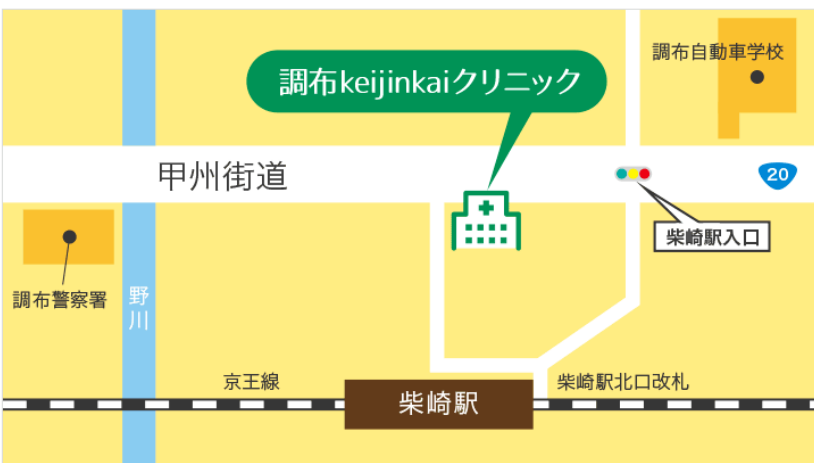 調布自動車学校
調布keijinkaiクリニック
甲州街道
20
柴崎駅入口
調布警察署
野川
京王線
柴崎駅北口改札
柴崎駅